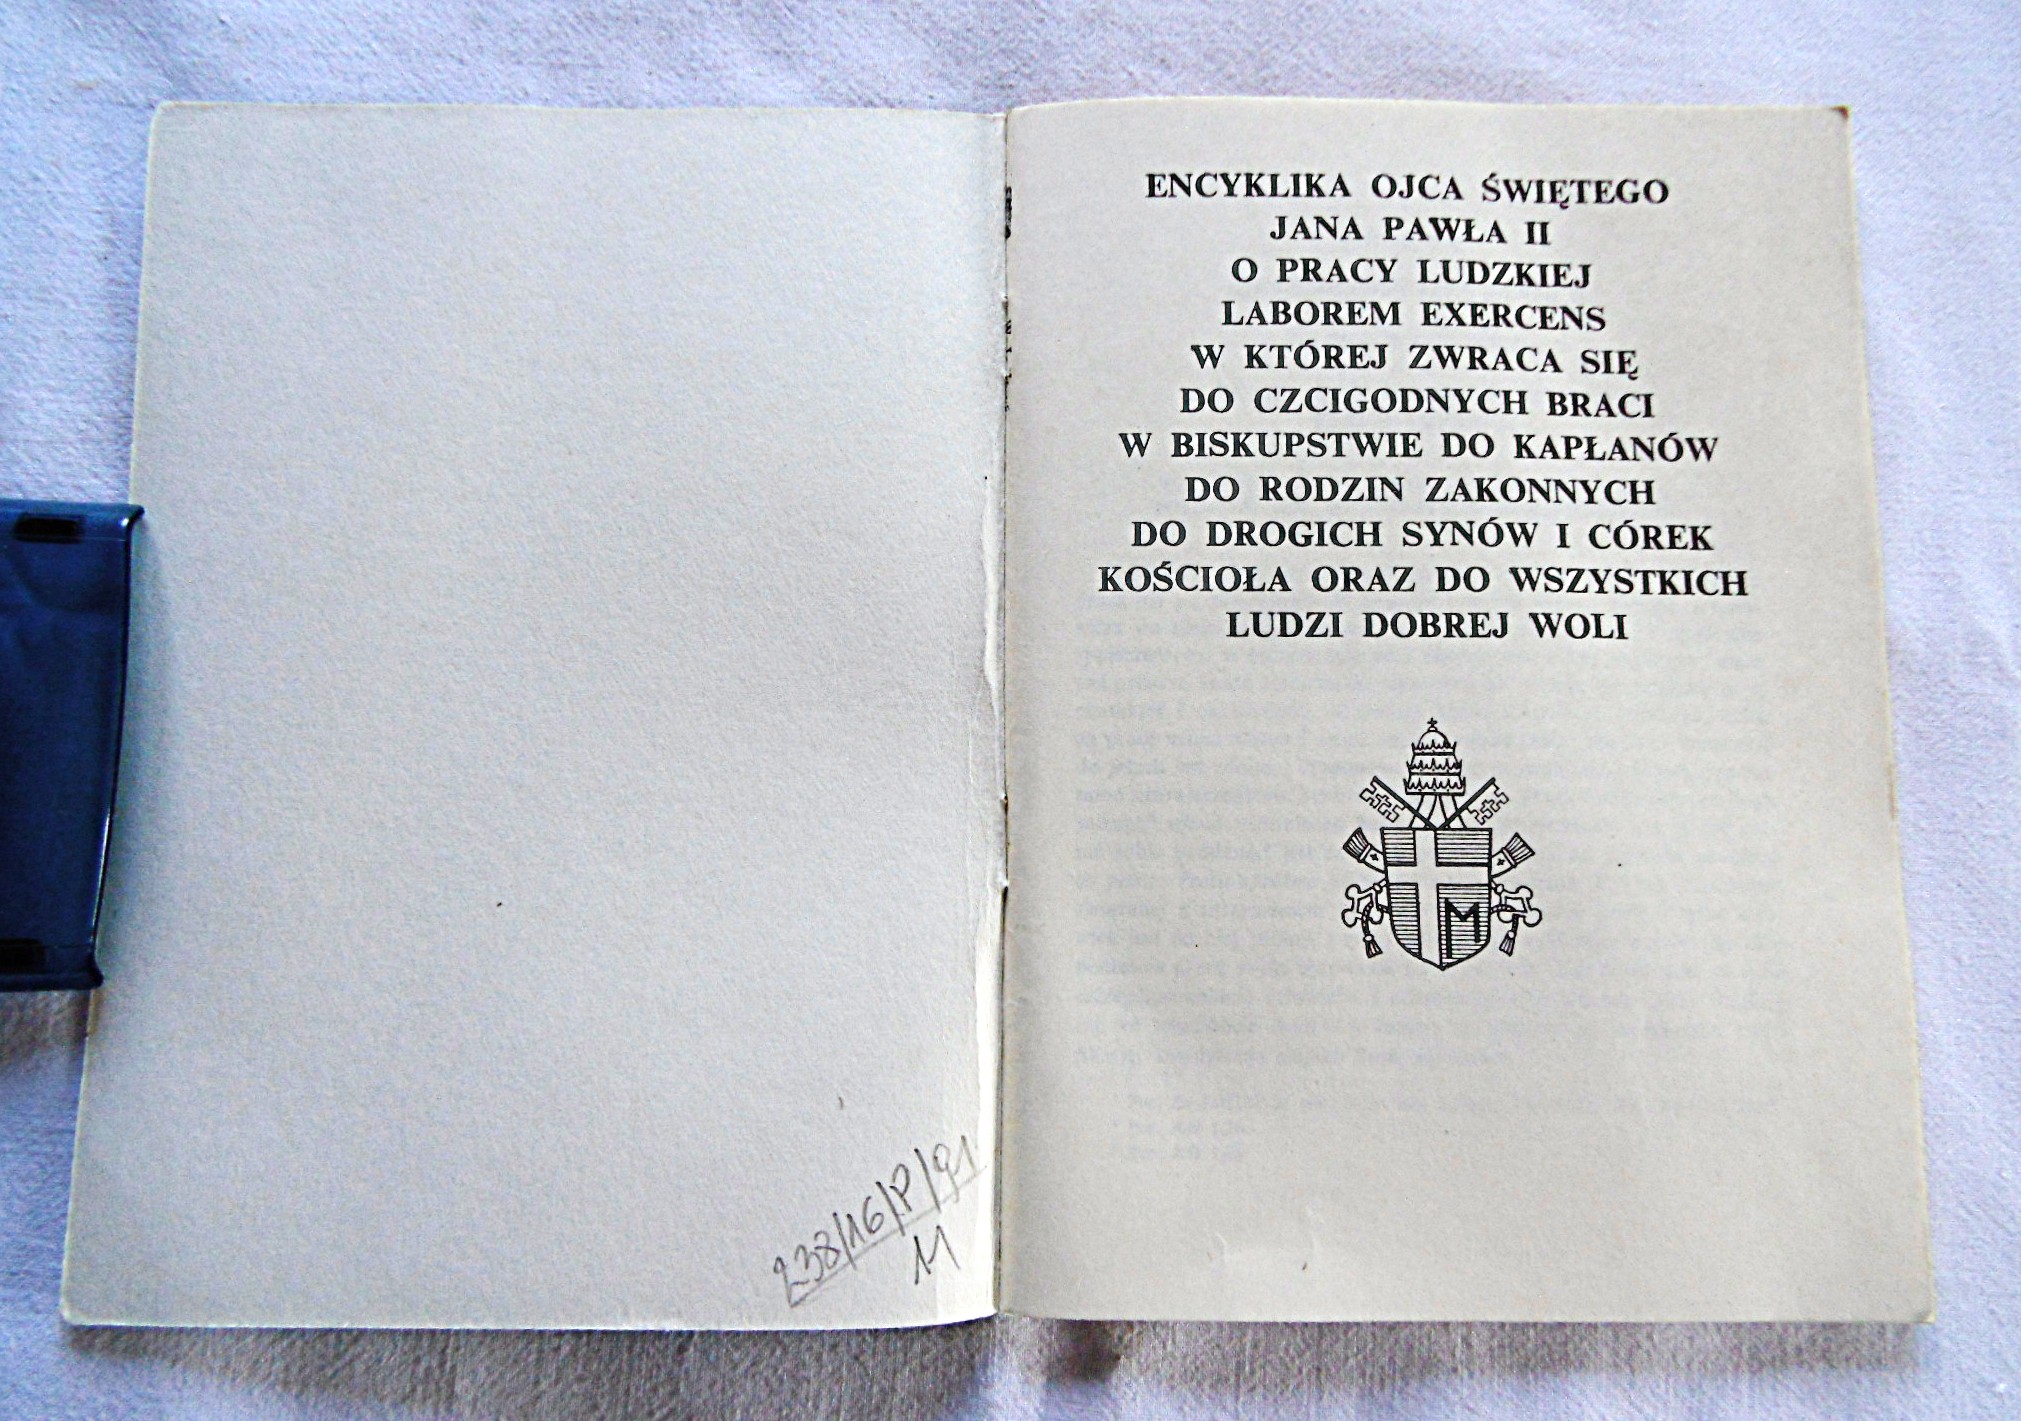 238/16/P/91
11
ENCYKLIKA OJCA ŚWIĘTEGO
JANA PAWŁA II
O PRACY LUDZKIEJ
LABOREM EXERCENS
W KTÓREJ ZWRACA SIĘ
DO CZCIGODNYCH BRACI
W BISKUPSTWIE DO KAPŁANÓW
DO RODZIN ZAKONNYCH
DO DROGICH SYNÓW I CÓREK
KOŚCIOŁA ORAZ DO WSZYSTKICH
LUDZI DOBREJ WOLI
M